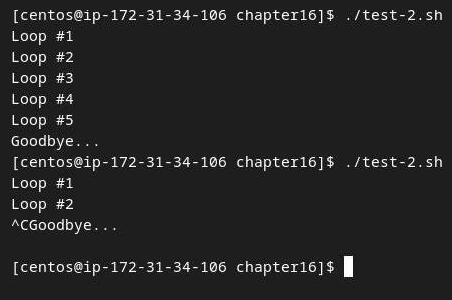 [centos@ip-172-31-34-106 chapter16]$ ./test-2.sh
Loop #1
Loop #2
Loop #3
Loop #4
Loop #5
Goodbye...
[centos@ip-172-31-34-106 chapter16]$ ./test-2.sh
Loop #1
Loop #2
^CGoodbye...
[centos@ip-172-31-34-106 chapter16]$